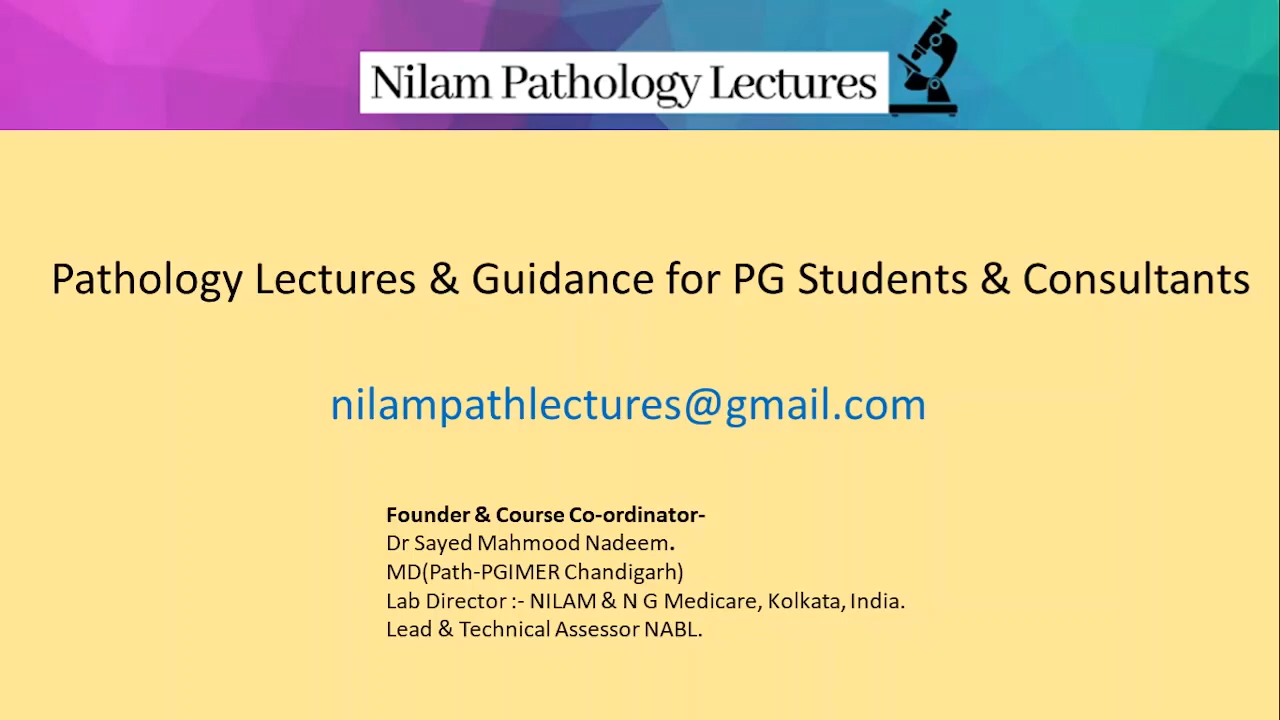 Nilam Pathology Lectures
Pathology Lectures & Guidance for PG Students & Consultants
nilampathlectures@gmail.com
Founder & Course Co-ordinator-
Dr Sayed Mahmood Nadeem.
MD(Path-PGIMER Chandigarh)
Lab Director :- NILAM & N G Medicare, Kolkata, India.
Lead & Technical Assessor NABL.